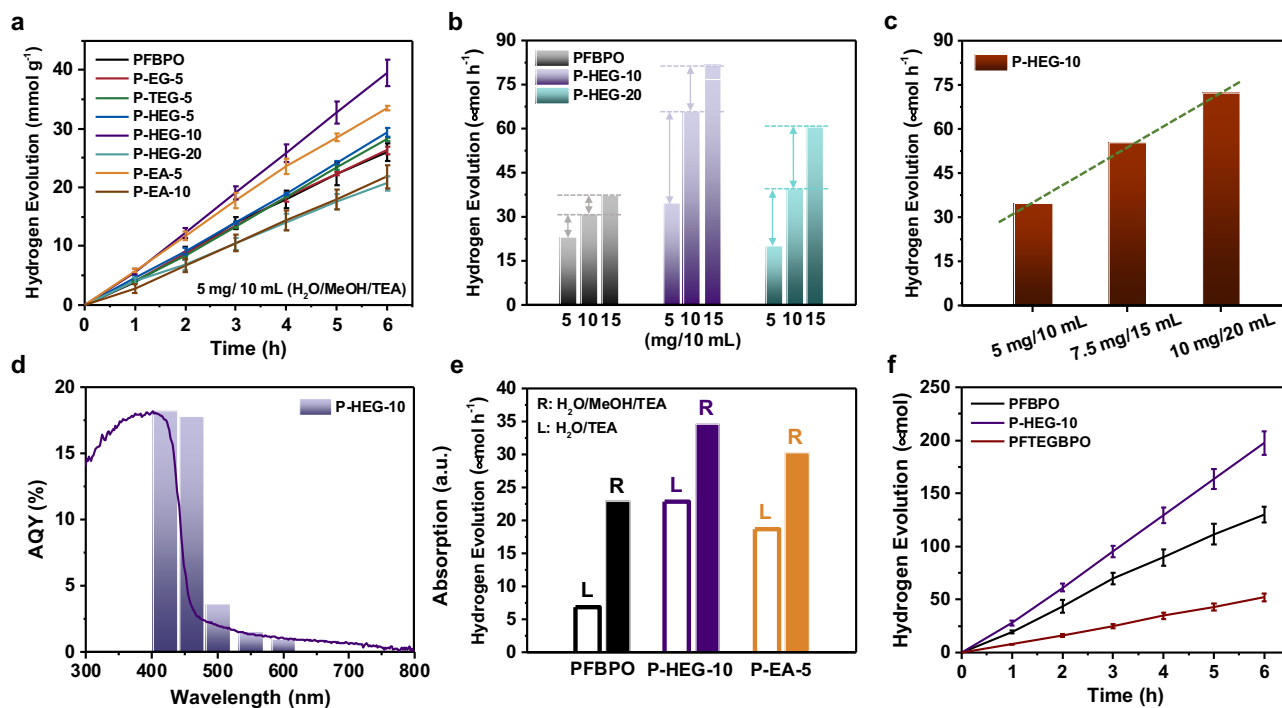 a
Hydrogen Evolution (mmol g⁻¹)
40
30
20
10
0
PFBPO
P-EG-5
P-TEG-5
P-HEG-5
P-HEG-10
P-HEG-20
P-EA-5
P-EA-10
5 mg/ 10 mL (H₂O/MeOH/TEA)
0 1 2 3 4 5 6
Time (h)
b
Hydrogen Evolution (∝mol h⁻¹)
90
75
60
45
30
15
0
PFBPO
P-HEG-10
P-HEG-20
5 10 15 5 10 15 5 10 15
(mg/10 mL)
c
Hydrogen Evolution (∝mol h⁻¹)
90
75
60
45
30
15
0
P-HEG-10
5 mg/10 mL
7.5 mg/15 mL
10 mg/20 mL
d
AQY (%)
20
15
10
5
0
P-HEG-10
300 400 500 600 700 800
Wavelength (nm)
Absorption (a.u.)
e
Hydrogen Evolution (∝mol h⁻¹)
40
35
30
25
20
15
10
5
0
R: H₂O/MeOH/TEA
L: H₂O/TEA
L R L R L R
PFBPO P-HEG-10 P-EA-5
f
Hydrogen Evolution (∝mol)
250
200
150
100
50
0
PFBPO
P-HEG-10
PFTEGBPO
0 1 2 3 4 5 6
Time (h)